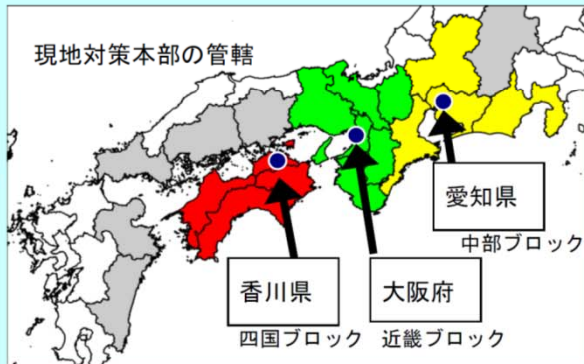 現地対策本部の管轄
愛知県
中部ブロック
香川県
四国ブロック
大阪府
近畿ブロック